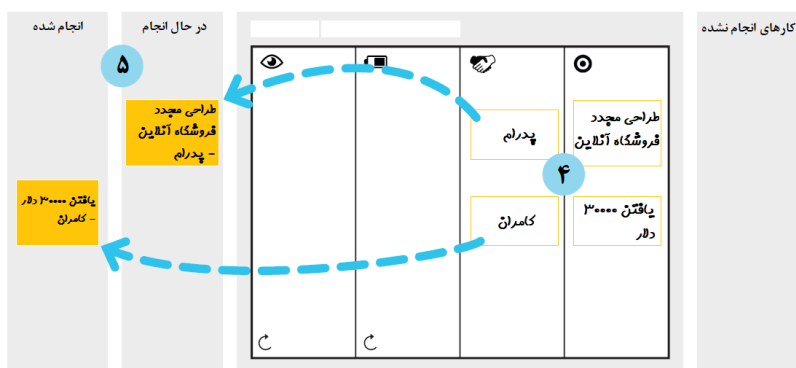 کارهای انجام نشده
در حال انجام
انجام شده
۵
طراحی مجدد
فروشگاه آنلاین
پدرام
۴
یافتن ۳۰۰۰۰
دلار
کامران
طراحی مجدد
فروشگاه آنلاین
- پدرام
یافتن ۳۰۰۰۰ دلار
- کامران